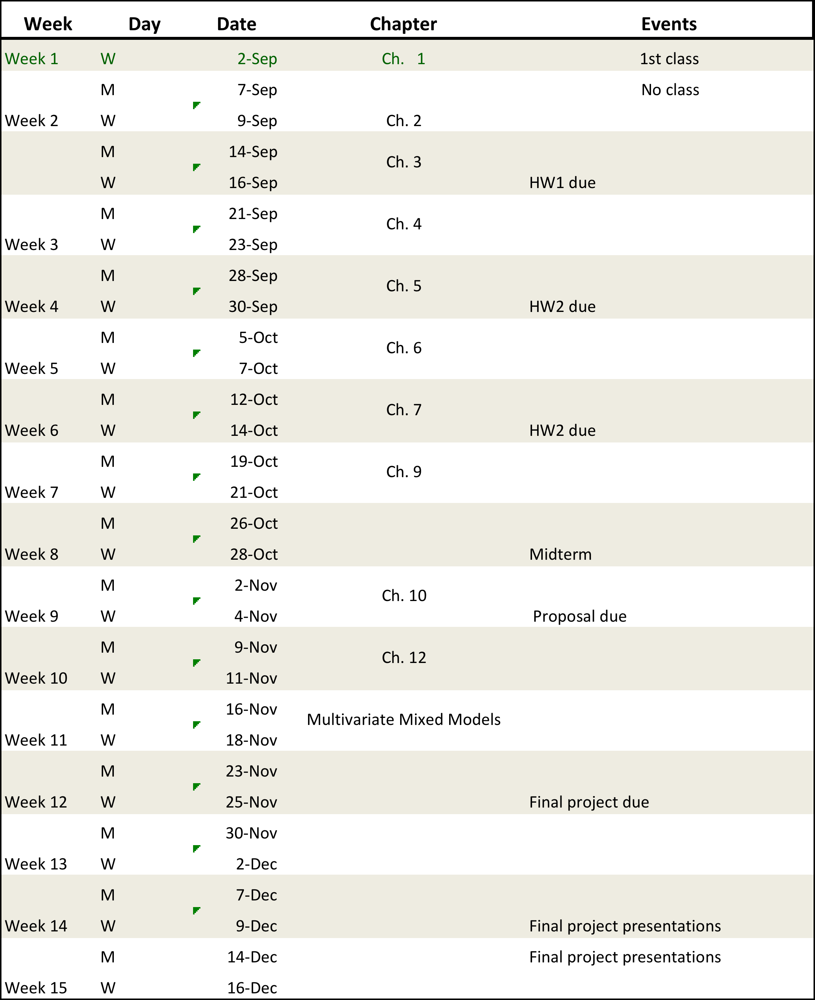 Week Day Date Chapter Events
Week 1 W 2-Sep Ch. 1 1st class
M 7-Sep No class
Week 2 W 9-Sep Ch. 2
M 14-Sep
Ch. 3
W 16-Sep HW1 due
M 21-Sep
Ch. 4
Week 3 W 23-Sep
M 28-Sep
Ch. 5
Week 4 W 30-Sep HW2 due
M 5-Oct
Ch. 6
Week 5 W 7-Oct
M 12-Oct
Ch. 7
Week 6 W 14-Oct HW2 due
M 19-Oct
Ch. 9
Week 7 W 21-Oct
M 26-Oct
Week 8 W 28-Oct Midterm
M 2-Nov
Ch. 10
Week 9 W 4-Nov Proposal due
M 9-Nov
Ch. 12
Week 10 W 11-Nov
M 16-Nov
Multivariate Mixed Models
Week 11 W 18-Nov
M 23-Nov
Week 12 W 25-Nov Final project due
M 30-Nov
Week 13 W 2-Dec
M 7-Dec
Week 14 W 9-Dec Final project presentations
M 14-Dec Final project presentations
Week 15 W 16-Dec